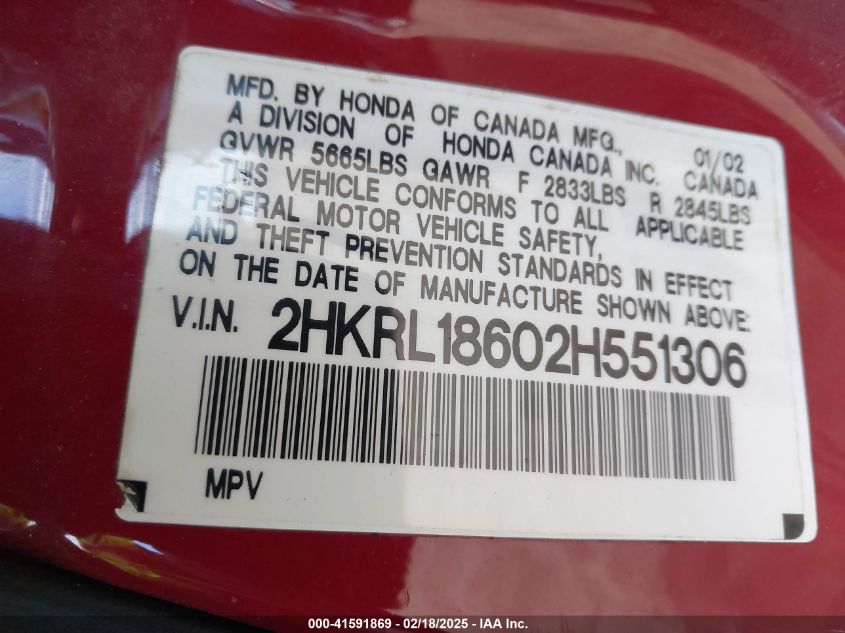 MFD. BY HONDA OF CANADA MFG., 01/02
A DIVISION OF HONDA CANADA INC. CANADA
GVWR 5665LBS GAWR F 2833LBS R 2845LBS
THIS VEHICLE CONFORMS TO ALL APPLICABLE
FEDERAL MOTOR VEHICLE SAFETY,
AND THEFT PREVENTION STANDARDS IN EFFECT
ON THE DATE OF MANUFACTURE SHOWN ABOVE:
V.I.N. 2HKRL18602H551306
MPV
000-41591869 - 02/18/2025 - IAA Inc.